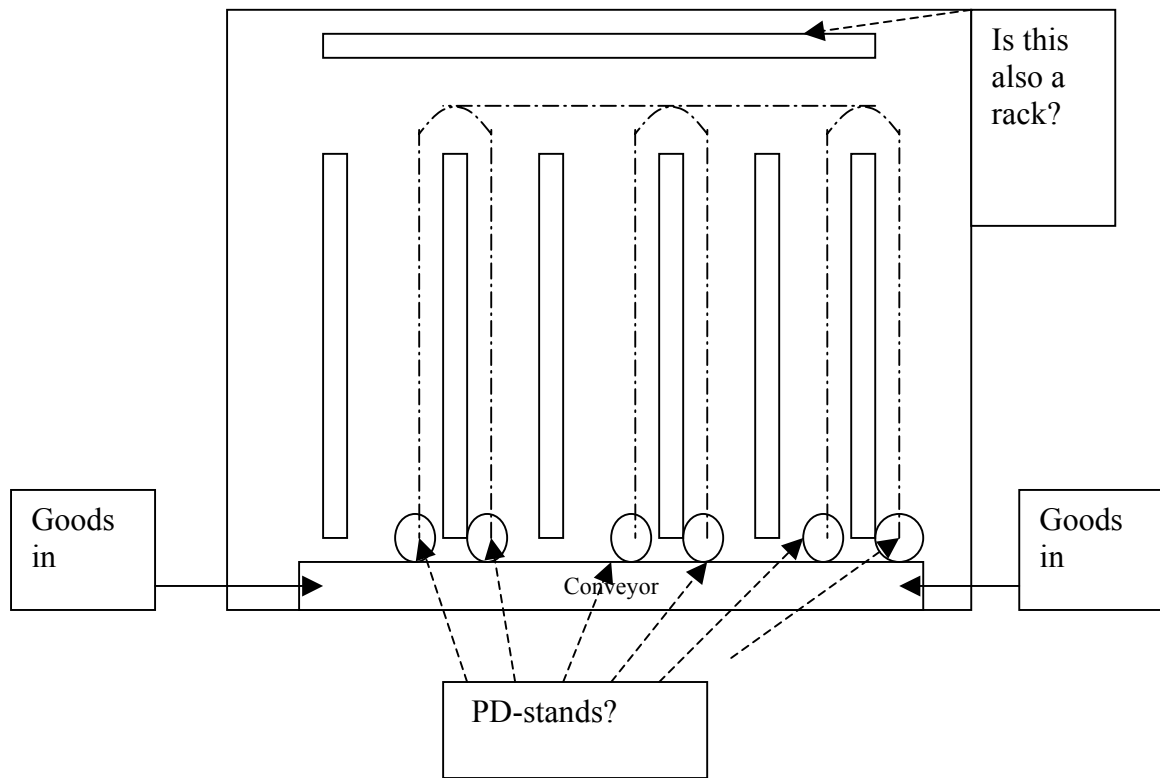 Is this
also a
rack?
Goods
in
Goods
in
Conveyor
PD-stands?